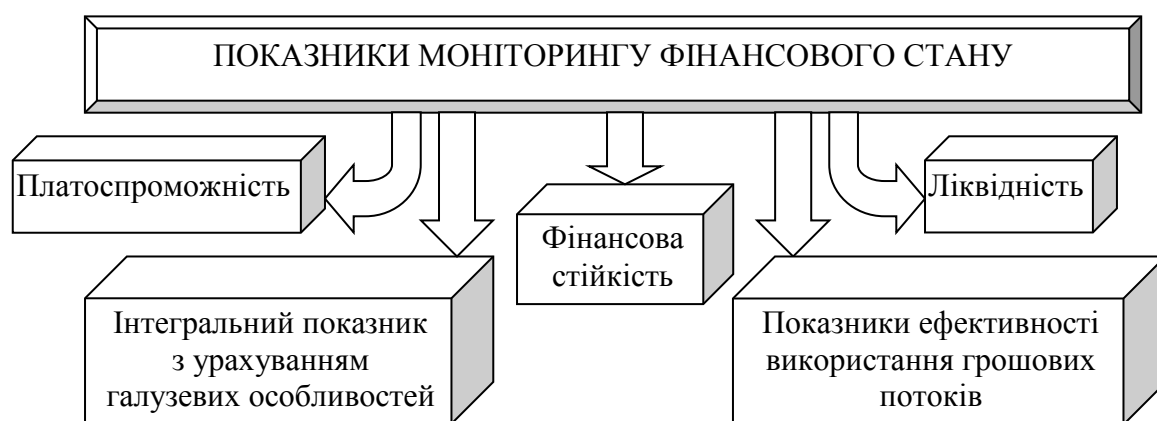 ПОКАЗНИКИ МОНІТОРИНГУ ФІНАНСОВОГО СТАНУ
Платоспроможність
Ліквідність
Фінансова
стійкість
Інтегральний показник
з урахуванням
галузевих особливостей
Показники ефективності
використання грошових
потоків